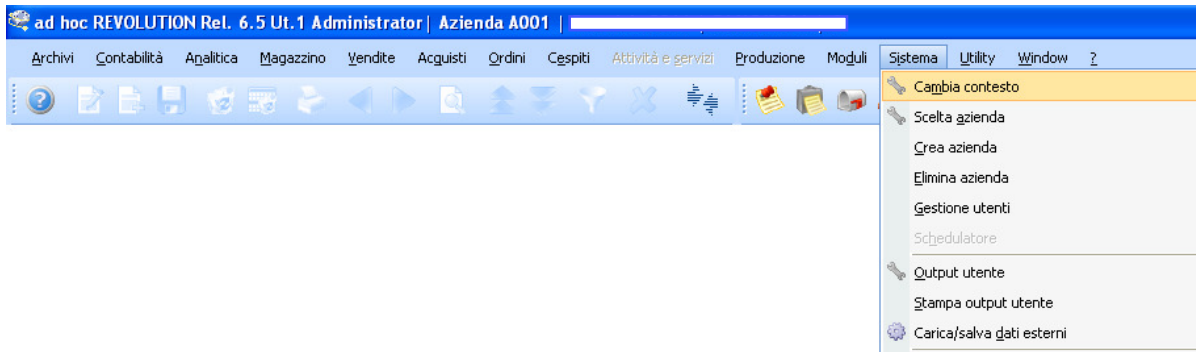 ad hoc REVOLUTION Rel. 6.5 Ut.1 Administrator | Azienda A001 |
Archivi Contabilità Analitica Magazzino Vendite Acquisti Ordini Cespiti Attività e servizi Produzione Moduli Sistema Utility Window ?
Cambia contesto
Scelta azienda
Crea azienda
Elimina azienda
Gestione utenti
Schedulatore
Output utente
Stampa output utente
Carica/salva dati esterni